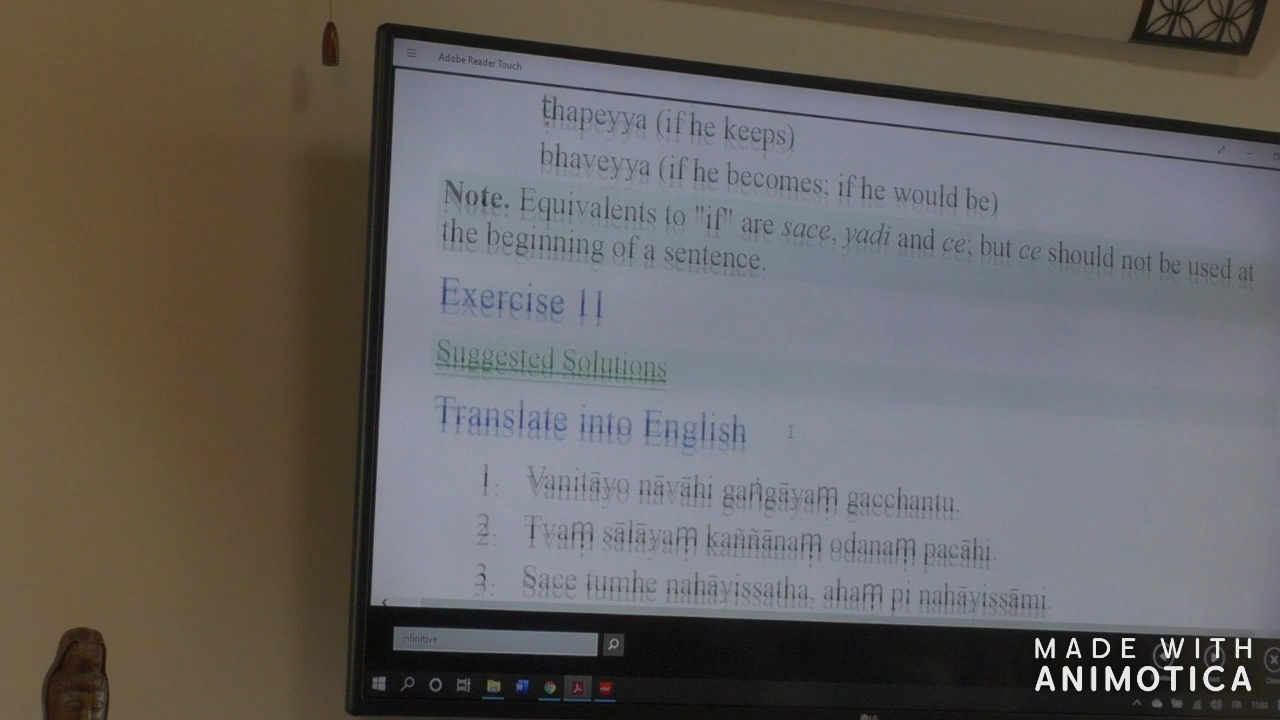 Adobe Reader Touch
ṭhapeyya (if he keeps)
bhaveyya (if he becomes; if he would be)
Note. Equivalents to "if" are sace, yadi and ce; but ce should not be used at
the beginning of a sentence.
Exercise 11
Suggested Solutions
Translate into English
1. Vanitāyo nāvāhi gaṅgāyaṃ gacchantu.
2. Tvaṃ sālāyaṃ kaññānaṃ odanaṃ pacāhi.
3. Sace tumhe nahāyissatha, ahaṃ pi nahāyissāmi.
infinitive
MADE WITH
ANIMOTICA
ITA